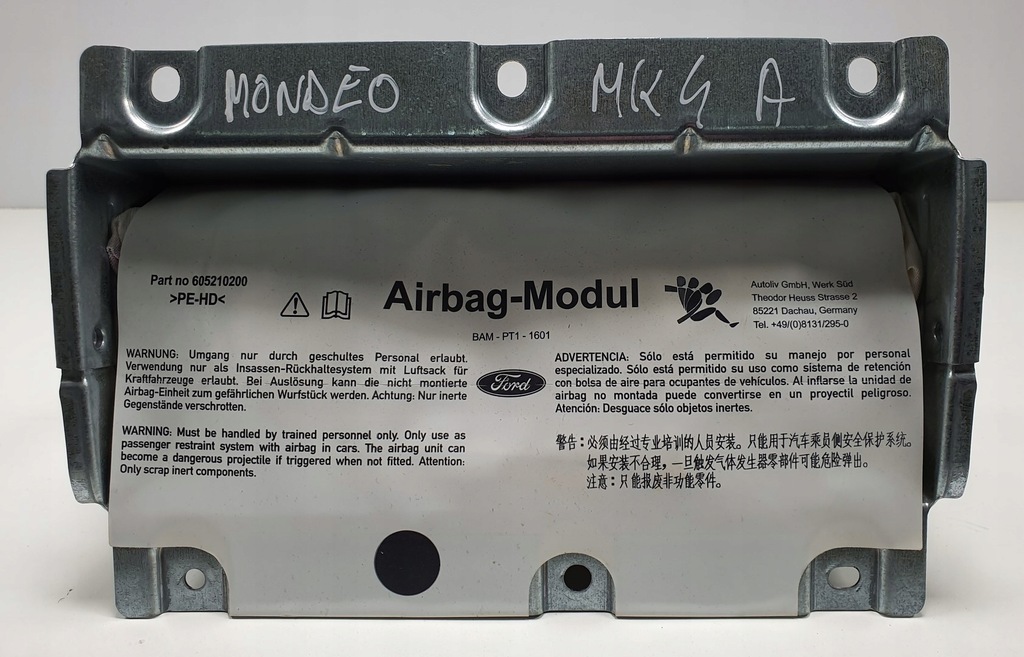 MONDEO MK4 A
Part no 605210200
>PE-HD<
Airbag-Modul
BAM - PT1 - 1601
Autoliv GmbH, Werk Süd
Theodor Heuss Strasse 2
85221 Dachau, Germany
Tel. +49/(0)8131/295-0
WARNUNG: Umgang nur durch geschultes Personal erlaubt.
Verwendung nur als Insassen-Rückhaltesystem mit Luftsack für
Kraftfahrzeuge erlaubt. Bei Auslösung kann die nicht montierte
Airbag-Einheit zum gefährlichen Wurfstück werden. Achtung: Nur inerte
Gegenstände verschrotten.
WARNING: Must be handled by trained personnel only. Only use as
passenger restraint system with airbag in cars. The airbag unit can
become a dangerous projectile if triggered when not fitted. Attention:
Only scrap inert components.
Ford
ADVERTENCIA: Sólo está permitido su manejo por personal
especializado. Sólo está permitido su uso como sistema de retención
con bolsa de aire para ocupantes de vehículos. Al inflarse la unidad de
airbag no montada puede convertirse en un proyectil peligroso.
Atención: Desguace sólo objetos inertes.
警告：必须由经过专业培训的人员安装。只能用于汽车乘员侧安全保护系统。
如果安装不合理，一旦触发气体发生器零部件可能危险弹出。
注意：只能报废非功能零件。